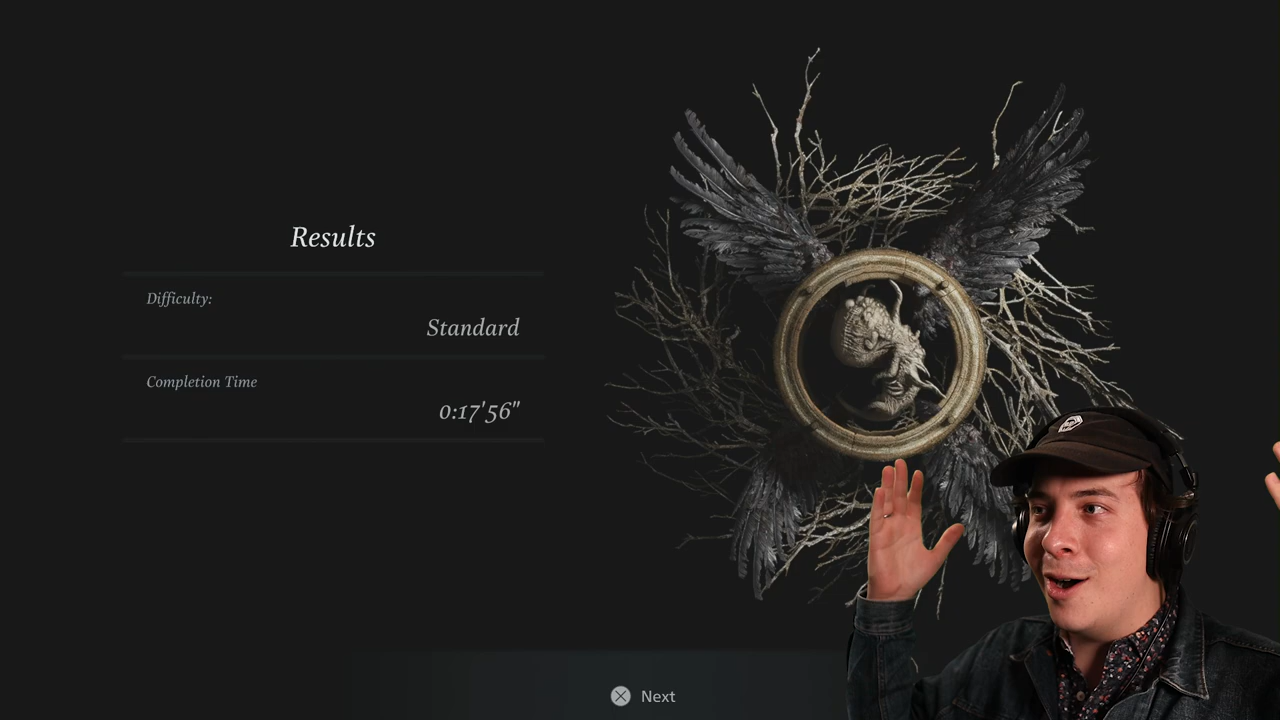 Results
Difficulty:
Standard
Completion Time
0:17'56"
Next